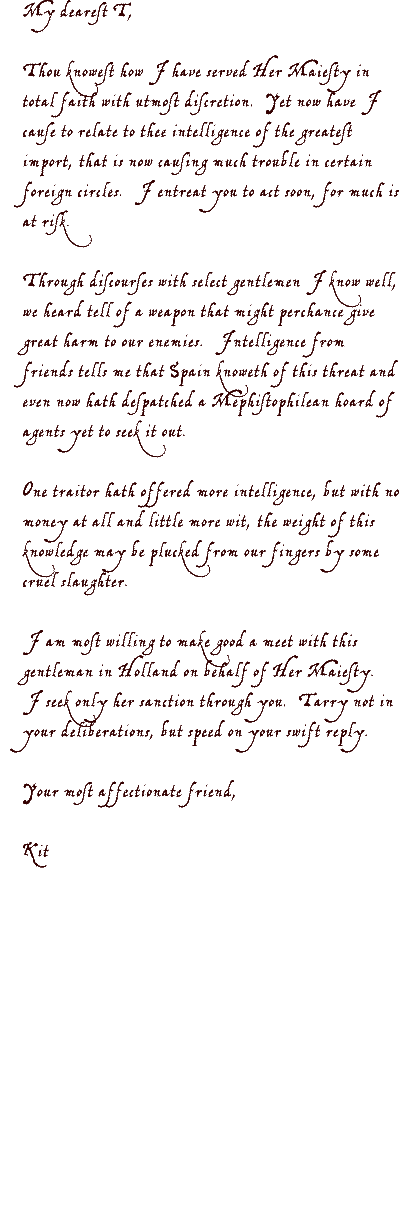 My dearest T,
Thou knowest how I have served Her Maiesty in
total faith with utmost discretion. Yet now have I
cause to relate to thee intelligence of the greatest
import, that is now causing much trouble in certain
foreign circles. I entreat you to act soon, for much is
at risk.
Through discourses with select gentlemen I know well,
we heard tell of a weapon that might perchance give
great harm to our enemies. Intelligence from
friends tells me that Spain knoweth of this threat and
even now hath despatched a Mephistophilean hoard of
agents yet to seek it out.
One traitor hath offered more intelligence, but with no
money at all and little more wit, the weight of this
knowledge may be plucked from our fingers by some
cruel slaughter.
I am most willing to make good a meet with this
gentleman in Holland on behalf of Her Maiesty.
I seek only her sanction through you. Tarry not in
your deliberations, but speed on your swift reply.
Your most affectionate friend,
Kit